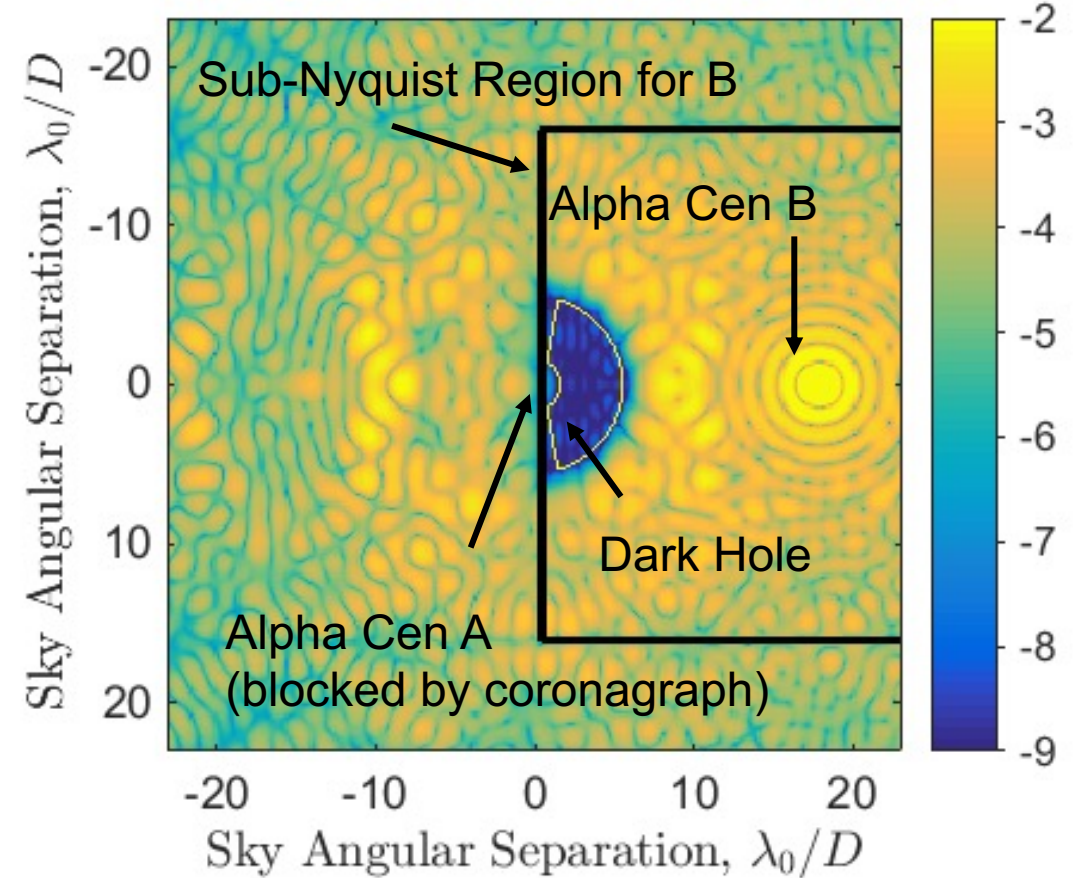 Sub-Nyquist Region for B
Alpha Cen B
Dark Hole
Alpha Cen A
(blocked by coronagraph)
Sky Angular Separation, λ₀/D
-20
-10
0
10
20
-20
-10
0
10
20
Sky Angular Separation, λ₀/D
-2
-3
-4
-5
-6
-7
-8
-9